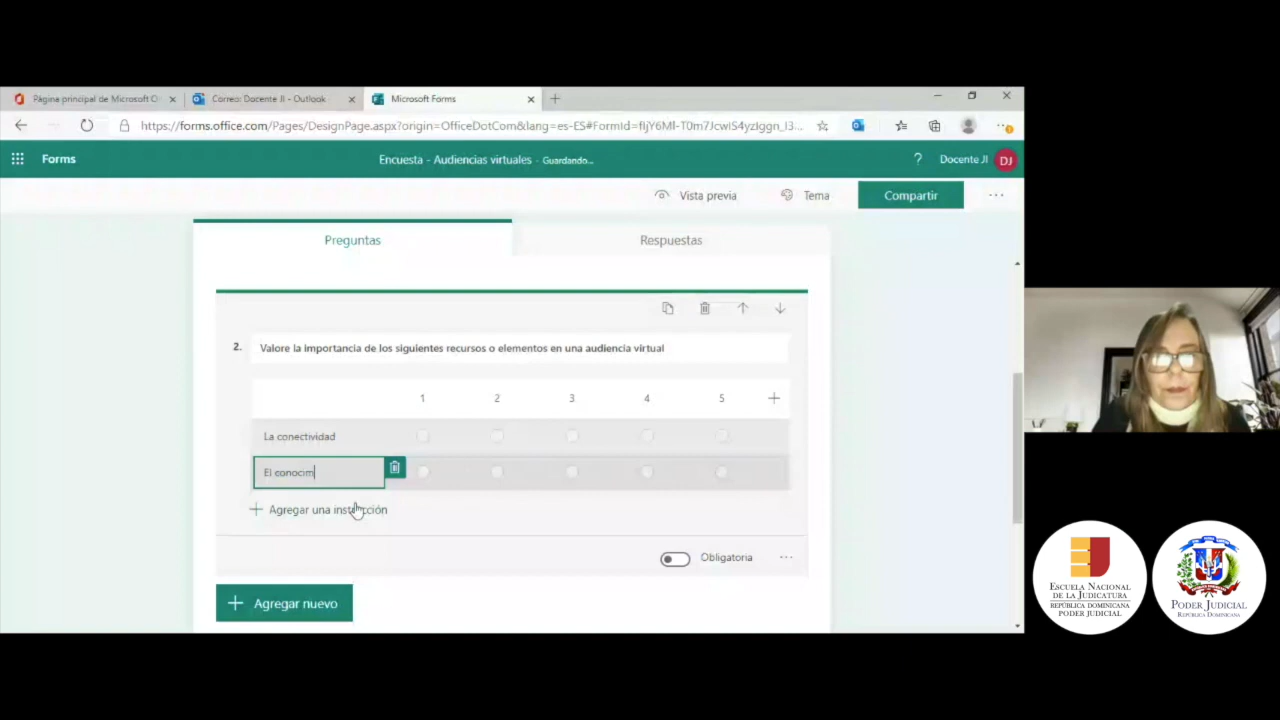 Página principal de Microsoft O
Correo: Docente JI - Outlook
Microsoft Forms
https://forms.office.com/Pages/DesignPage.aspx?origin=OfficeDotCom&lang=es-ES#FormId=
Forms
Encuesta - Audiencias virtuales - Guardando...
? Docente JI DJ
Vista previa
Tema
Compartir
Preguntas
Respuestas
2. Valore la importancia de los siguientes recursos o elementos en una audiencia virtual
1 2 3 4 5
La conectividad
El conocim
Agregar una instrucción
Obligatoria
Agregar nuevo
ESCUELA NACIONAL
DE LA JUDICATURA
REPÚBLICA DOMINICANA
PODER JUDICIAL
PODER JUDICIAL
REPÚBLICA DOMINICANA